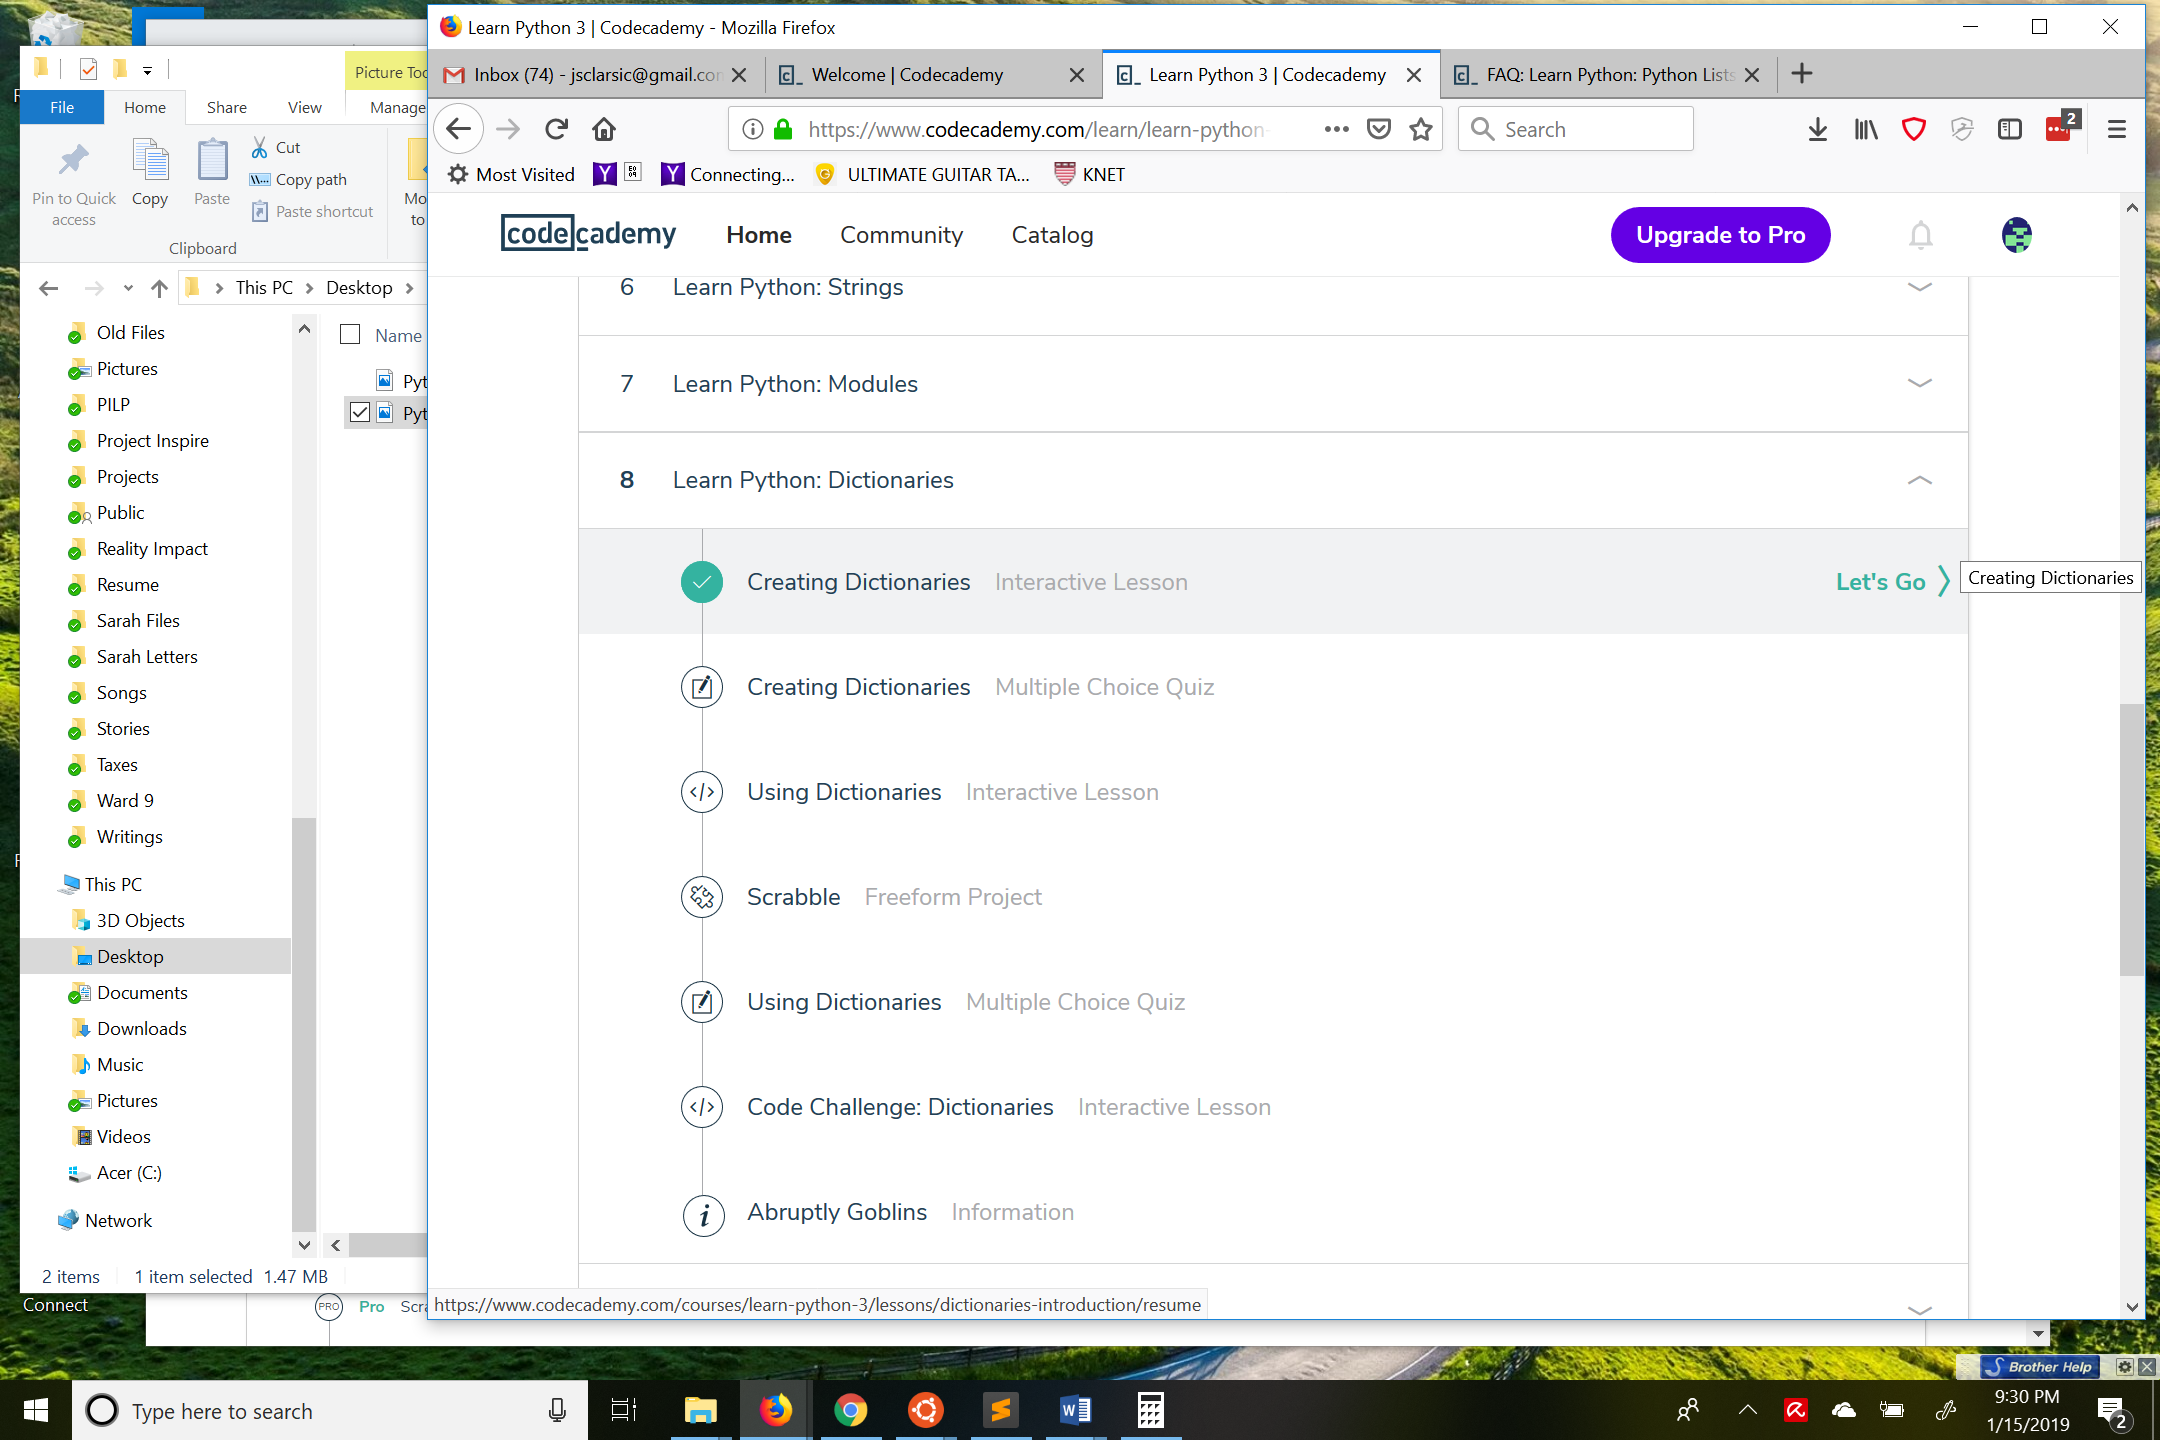 Learn Python 3 | Codecademy - Mozilla Firefox
Inbox (74) - jsclarsic@gmail.co
Welcome | Codecademy
Learn Python 3 | Codecademy
FAQ: Learn Python: Python Lists
https://www.codecademy.com/learn/learn-python-
Search
2
Most Visited
Connecting...
ULTIMATE GUITAR TA...
KNET
codecademy
Home
Community
Catalog
Upgrade to Pro
6 Learn Python: Strings
7 Learn Python: Modules
8 Learn Python: Dictionaries
Creating Dictionaries Interactive Lesson
Let's Go
Creating Dictionaries
Creating Dictionaries Multiple Choice Quiz
Using Dictionaries Interactive Lesson
Scrabble Freeform Project
Using Dictionaries Multiple Choice Quiz
Code Challenge: Dictionaries Interactive Lesson
Abruptly Goblins Information
https://www.codecademy.com/courses/learn-python-3/lessons/dictionaries-introduction/resume
Picture Too
File
Home
Share
View
Manage
Pin to Quick access
Copy
Paste
Cut
Copy path
Paste shortcut
Mo
to
Clipboard
This PC
Desktop
Name
Pyt
Pyt
Old Files
Pictures
PILP
Project Inspire
Projects
Public
Reality Impact
Resume
Sarah Files
Sarah Letters
Songs
Stories
Taxes
Ward 9
Writings
This PC
3D Objects
Desktop
Documents
Downloads
Music
Pictures
Videos
Acer (C:)
Network
2 items
1 item selected 1.47 MB
Connect
PRO
Pro
Scr
Brother Help
Type here to search
9:30 PM
1/15/2019
2